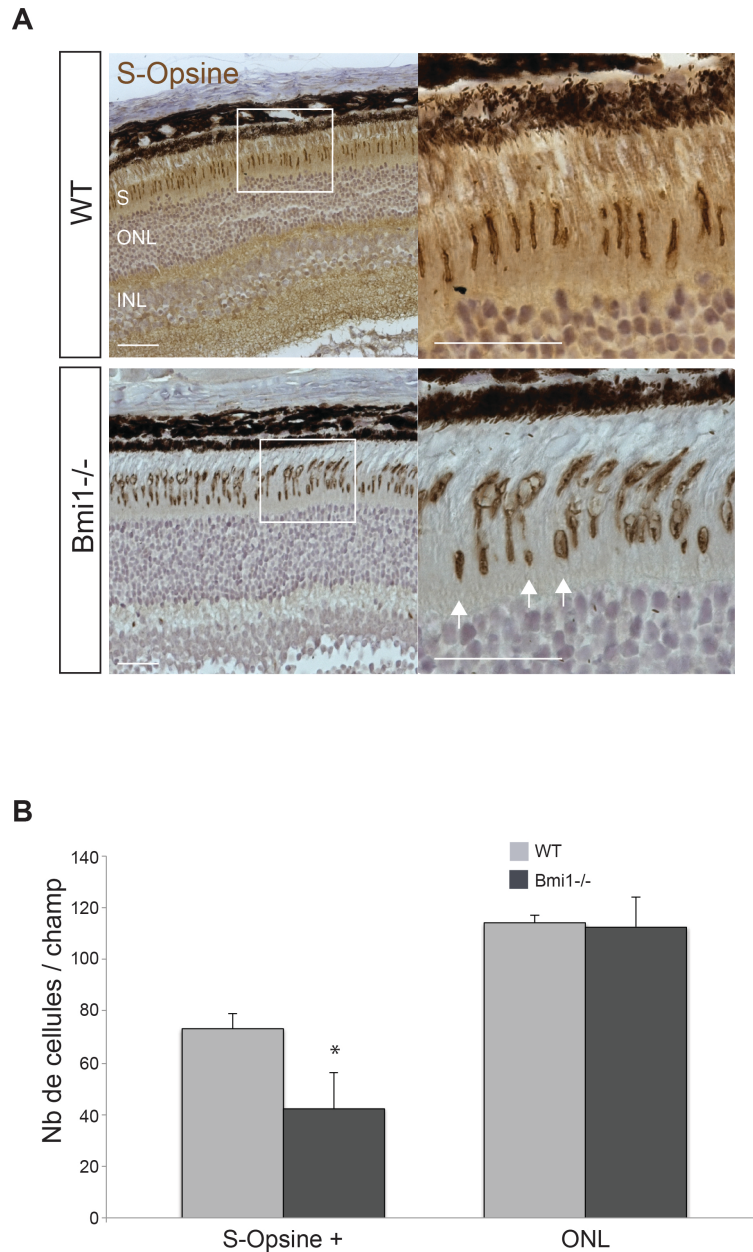 A
S-Opsine
WT
S
ONL
INL
Bmi1-/-
B
Nb de cellules / champ
140
120
100
80
60
40
20
0
WT
Bmi1-/-
*
S-Opsine +
ONL